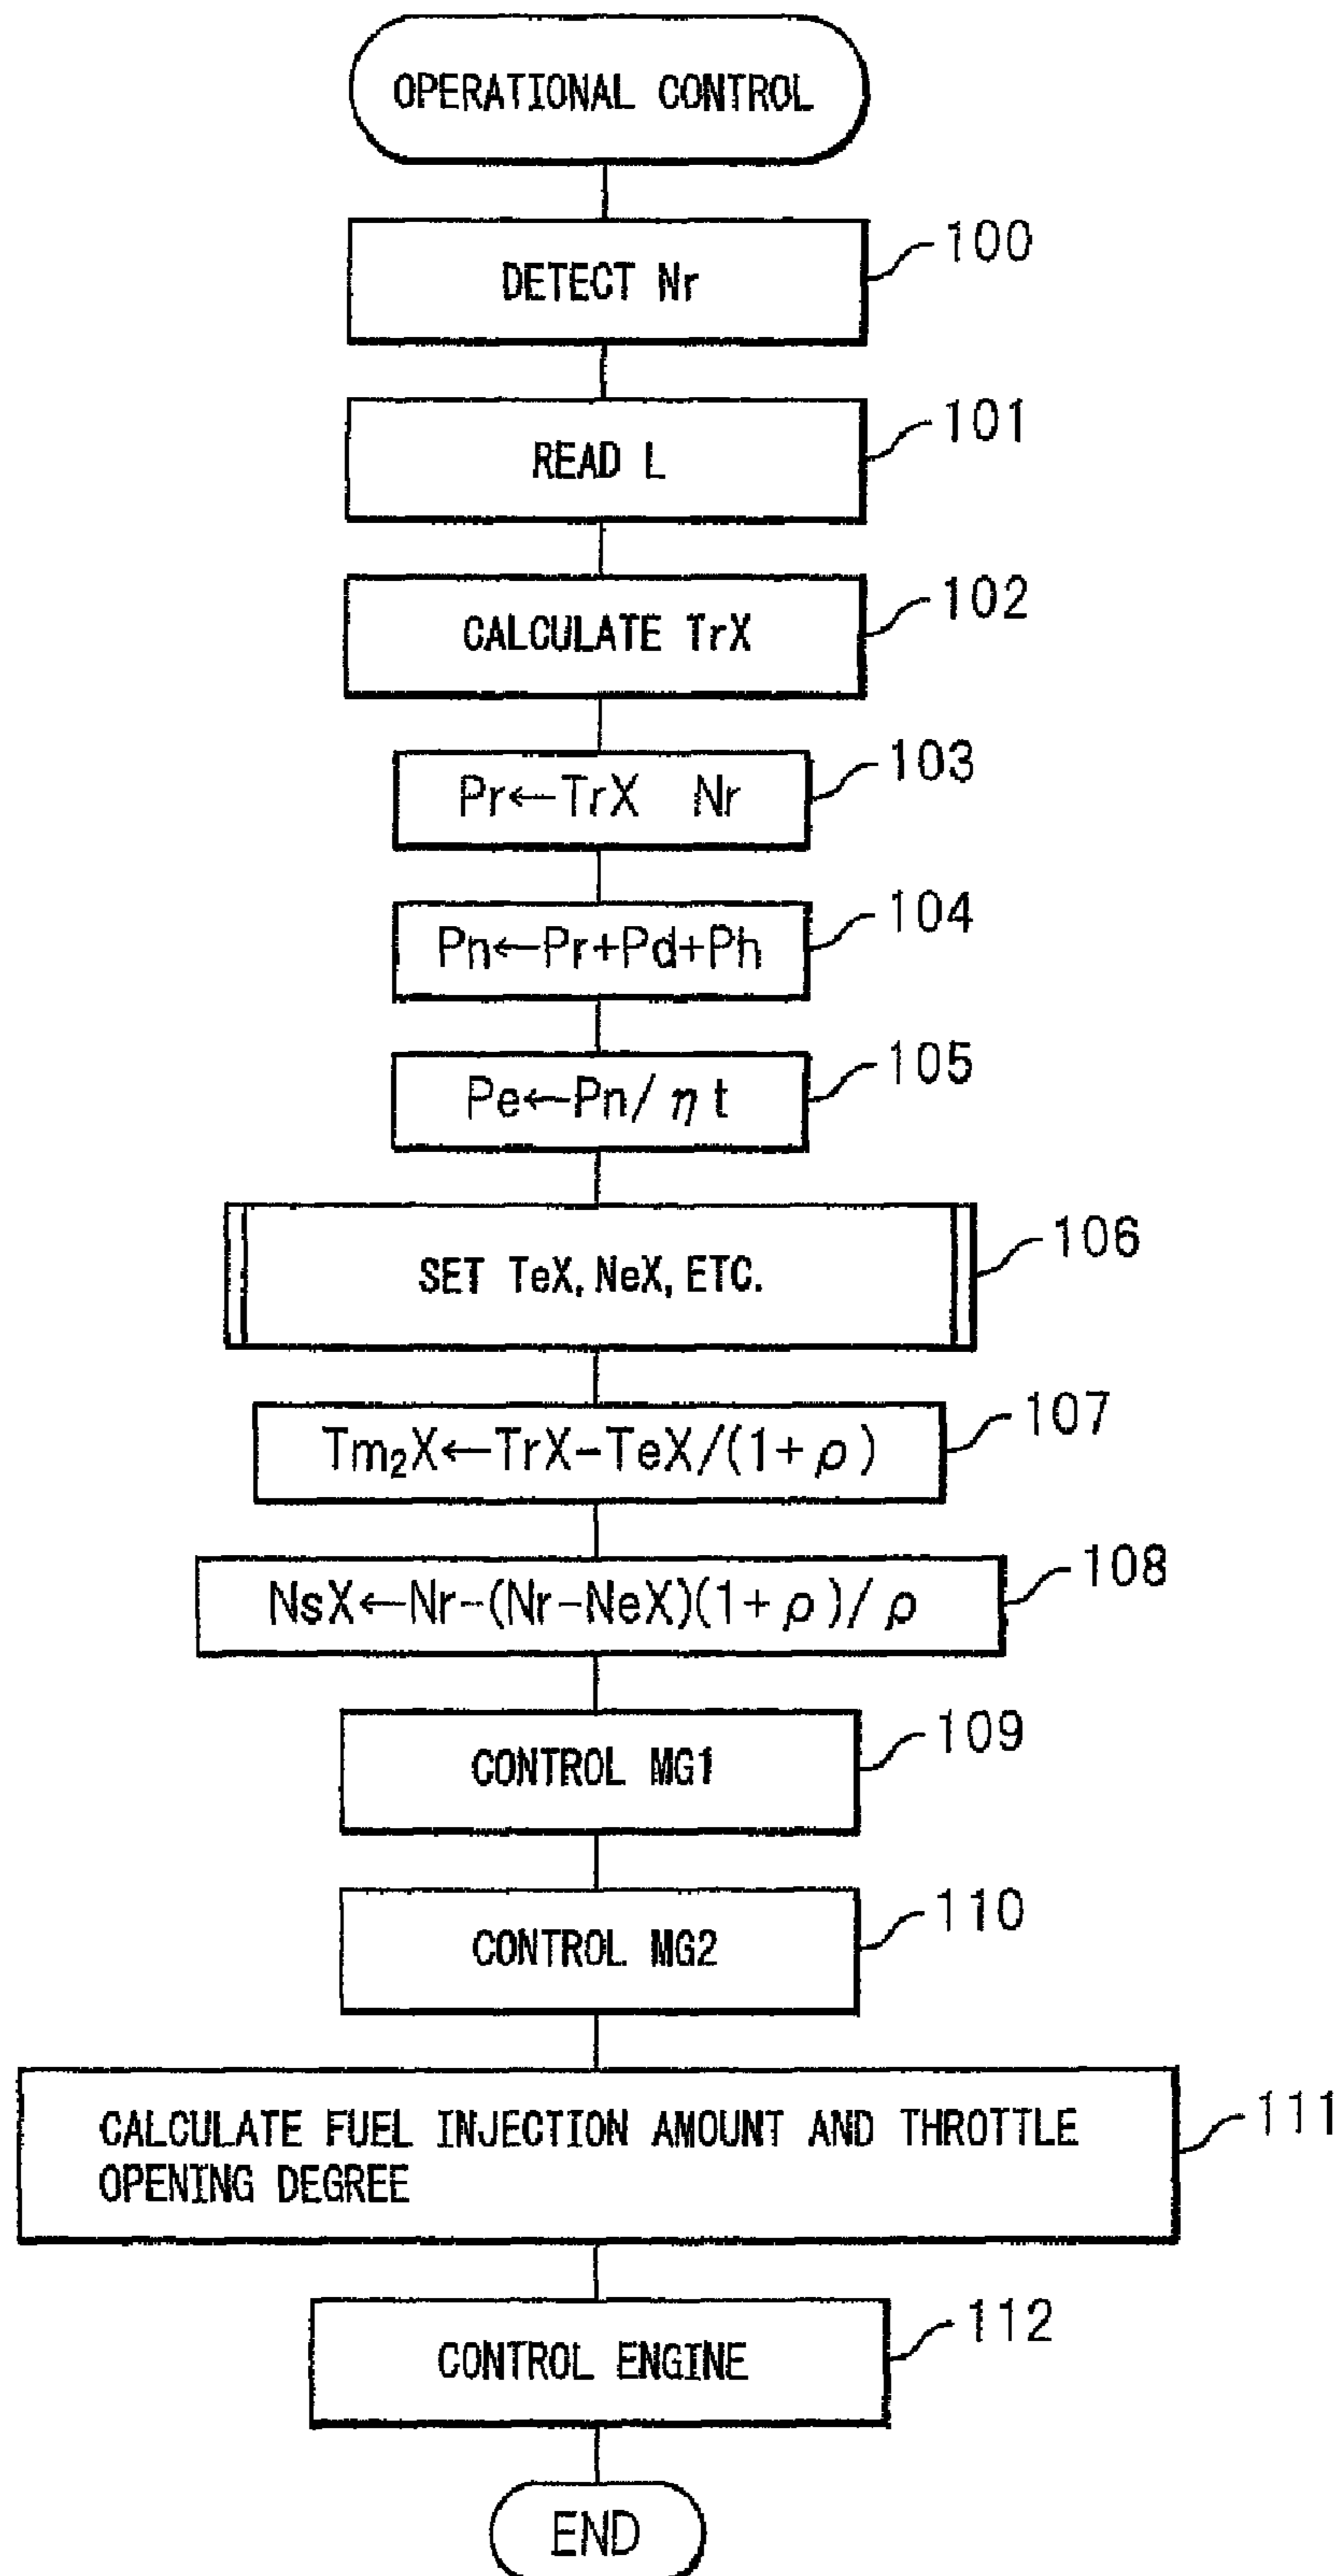 OPERATIONAL CONTROL
DETECT Nr
100
READ L
101
CALCULATE TrX
102
Pr←TrX Nr
103
Pn←Pr+Pd+Ph
104
Pe←Pn/ηt
105
SET TeX, NeX, ETC.
106
Tm₂X←TrX-TeX/(1+ρ)
107
NsX←Nr-(Nr-NeX)(1+ρ)/ρ
108
CONTROL MG1
109
CONTROL MG2
110
CALCULATE FUEL INJECTION AMOUNT AND THROTTLE
OPENING DEGREE
111
CONTROL ENGINE
112
END